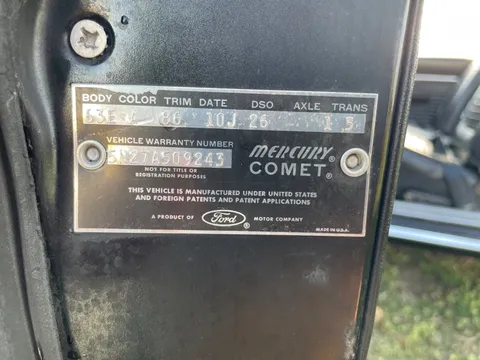 BODY COLOR TRIM DATE DSO AXLE TRANS
86 10J 26 1 5
VEHICLE WARRANTY NUMBER
NOT FOR TITLE OR
REGISTRATION PURPOSES
MERCURY®
COMET®
THIS VEHICLE IS MANUFACTURED UNDER UNITED STATES
AND FOREIGN PATENTS AND PATENT APPLICATIONS
A PRODUCT OF Ford® MOTOR COMPANY
MADE IN U.S.A.